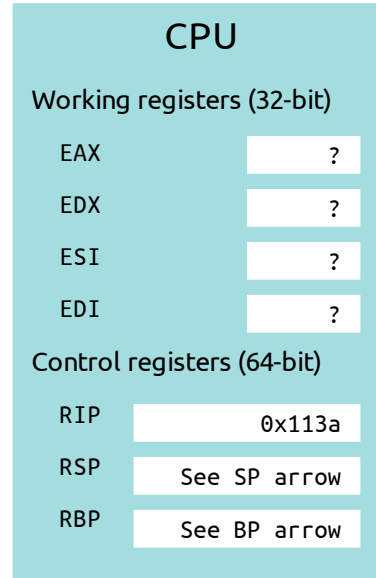 CPU
Working registers (32-bit)
EAX ?
EDX ?
ESI ?
EDI ?
Control registers (64-bit)
RIP 0x113a
RSP See SP arrow
RBP See BP arrow